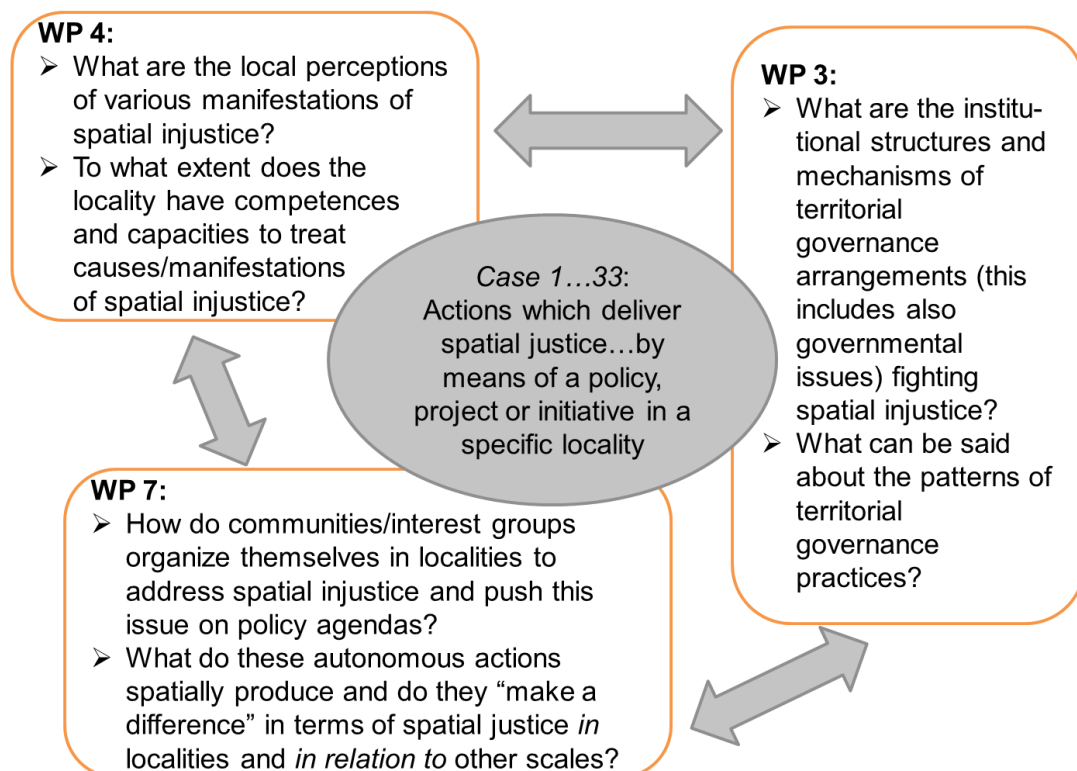 WP 4:
➢ What are the local perceptions
of various manifestations of
spatial injustice?
➢ To what extent does the
locality have competences
and capacities to treat
causes/manifestations
of spatial injustice?
WP 3:
➢ What are the institu-
tional structures and
mechanisms of
territorial
governance
arrangements (this
includes also
governmental
issues) fighting
spatial injustice?
➢ What can be said
about the patterns of
territorial
governance
practices?
Case 1…33:
Actions which deliver
spatial justice…by
means of a policy,
project or initiative in a
specific locality
WP 7:
➢ How do communities/interest groups
organize themselves in localities to
address spatial injustice and push this
issue on policy agendas?
➢ What do these autonomous actions
spatially produce and do they “make a
difference” in terms of spatial justice in
localities and in relation to other scales?